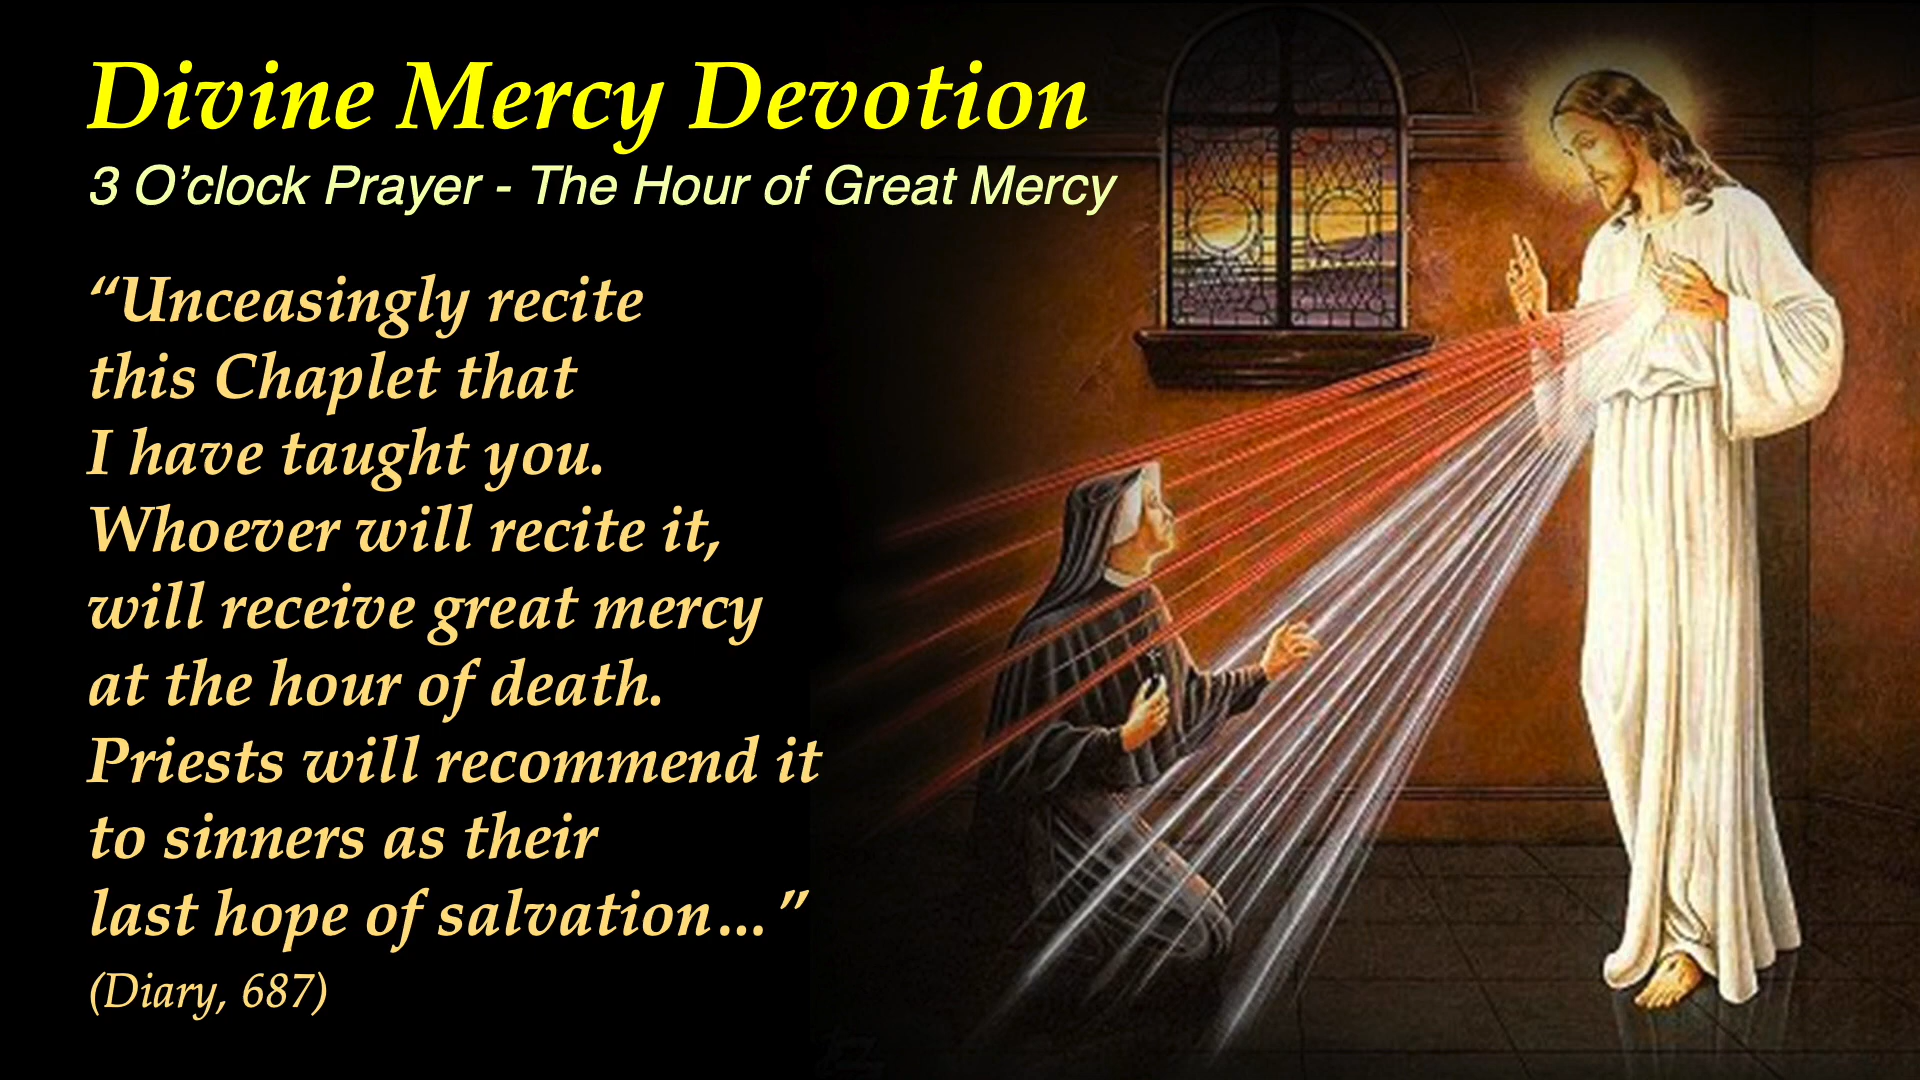 Divine Mercy Devotion
3 O’clock Prayer - The Hour of Great Mercy
“Unceasingly recite
this Chaplet that
I have taught you.
Whoever will recite it,
will receive great mercy
at the hour of death.
Priests will recommend it
to sinners as their
last hope of salvation...”
(Diary, 687)